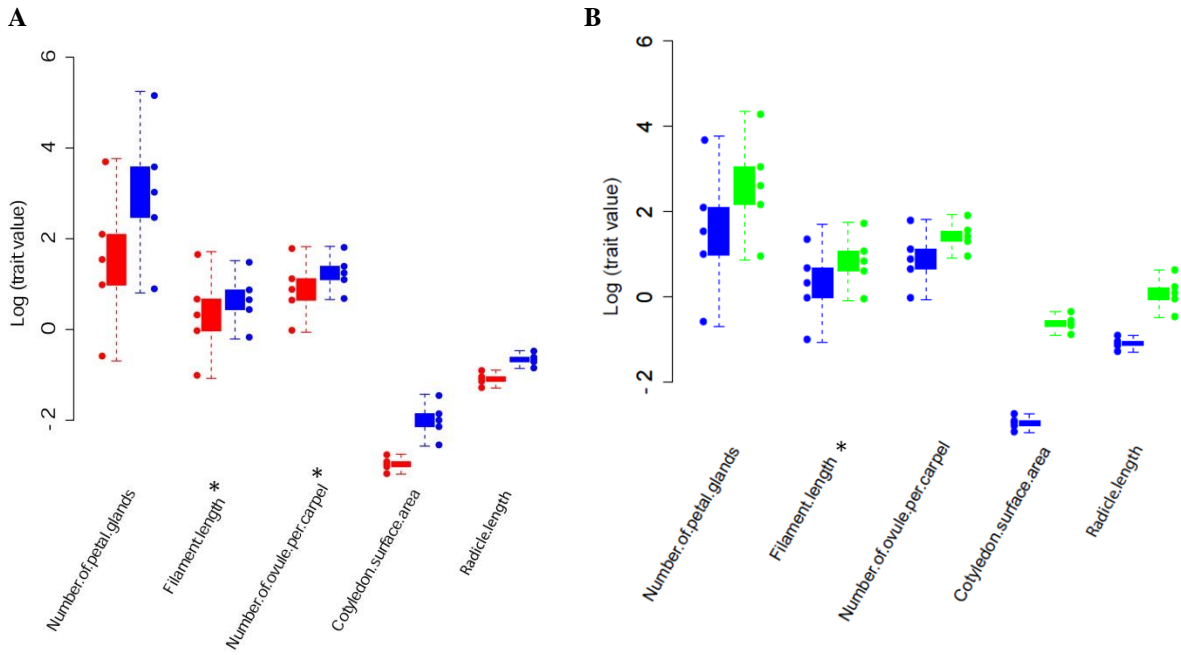 A
B
Log (trait value)
6
4
2
0
- 2
Number.of.petal.glands
Filament.length *
Number.of.ovule.per.carpel *
Cotyledon.surface.area
Radicle.length
Log (trait value)
6
4
2
0
- 2
Number.of.petal.glands
Filament.length *
Number.of.ovule.per.carpel
Cotyledon.surface.area
Radicle.length